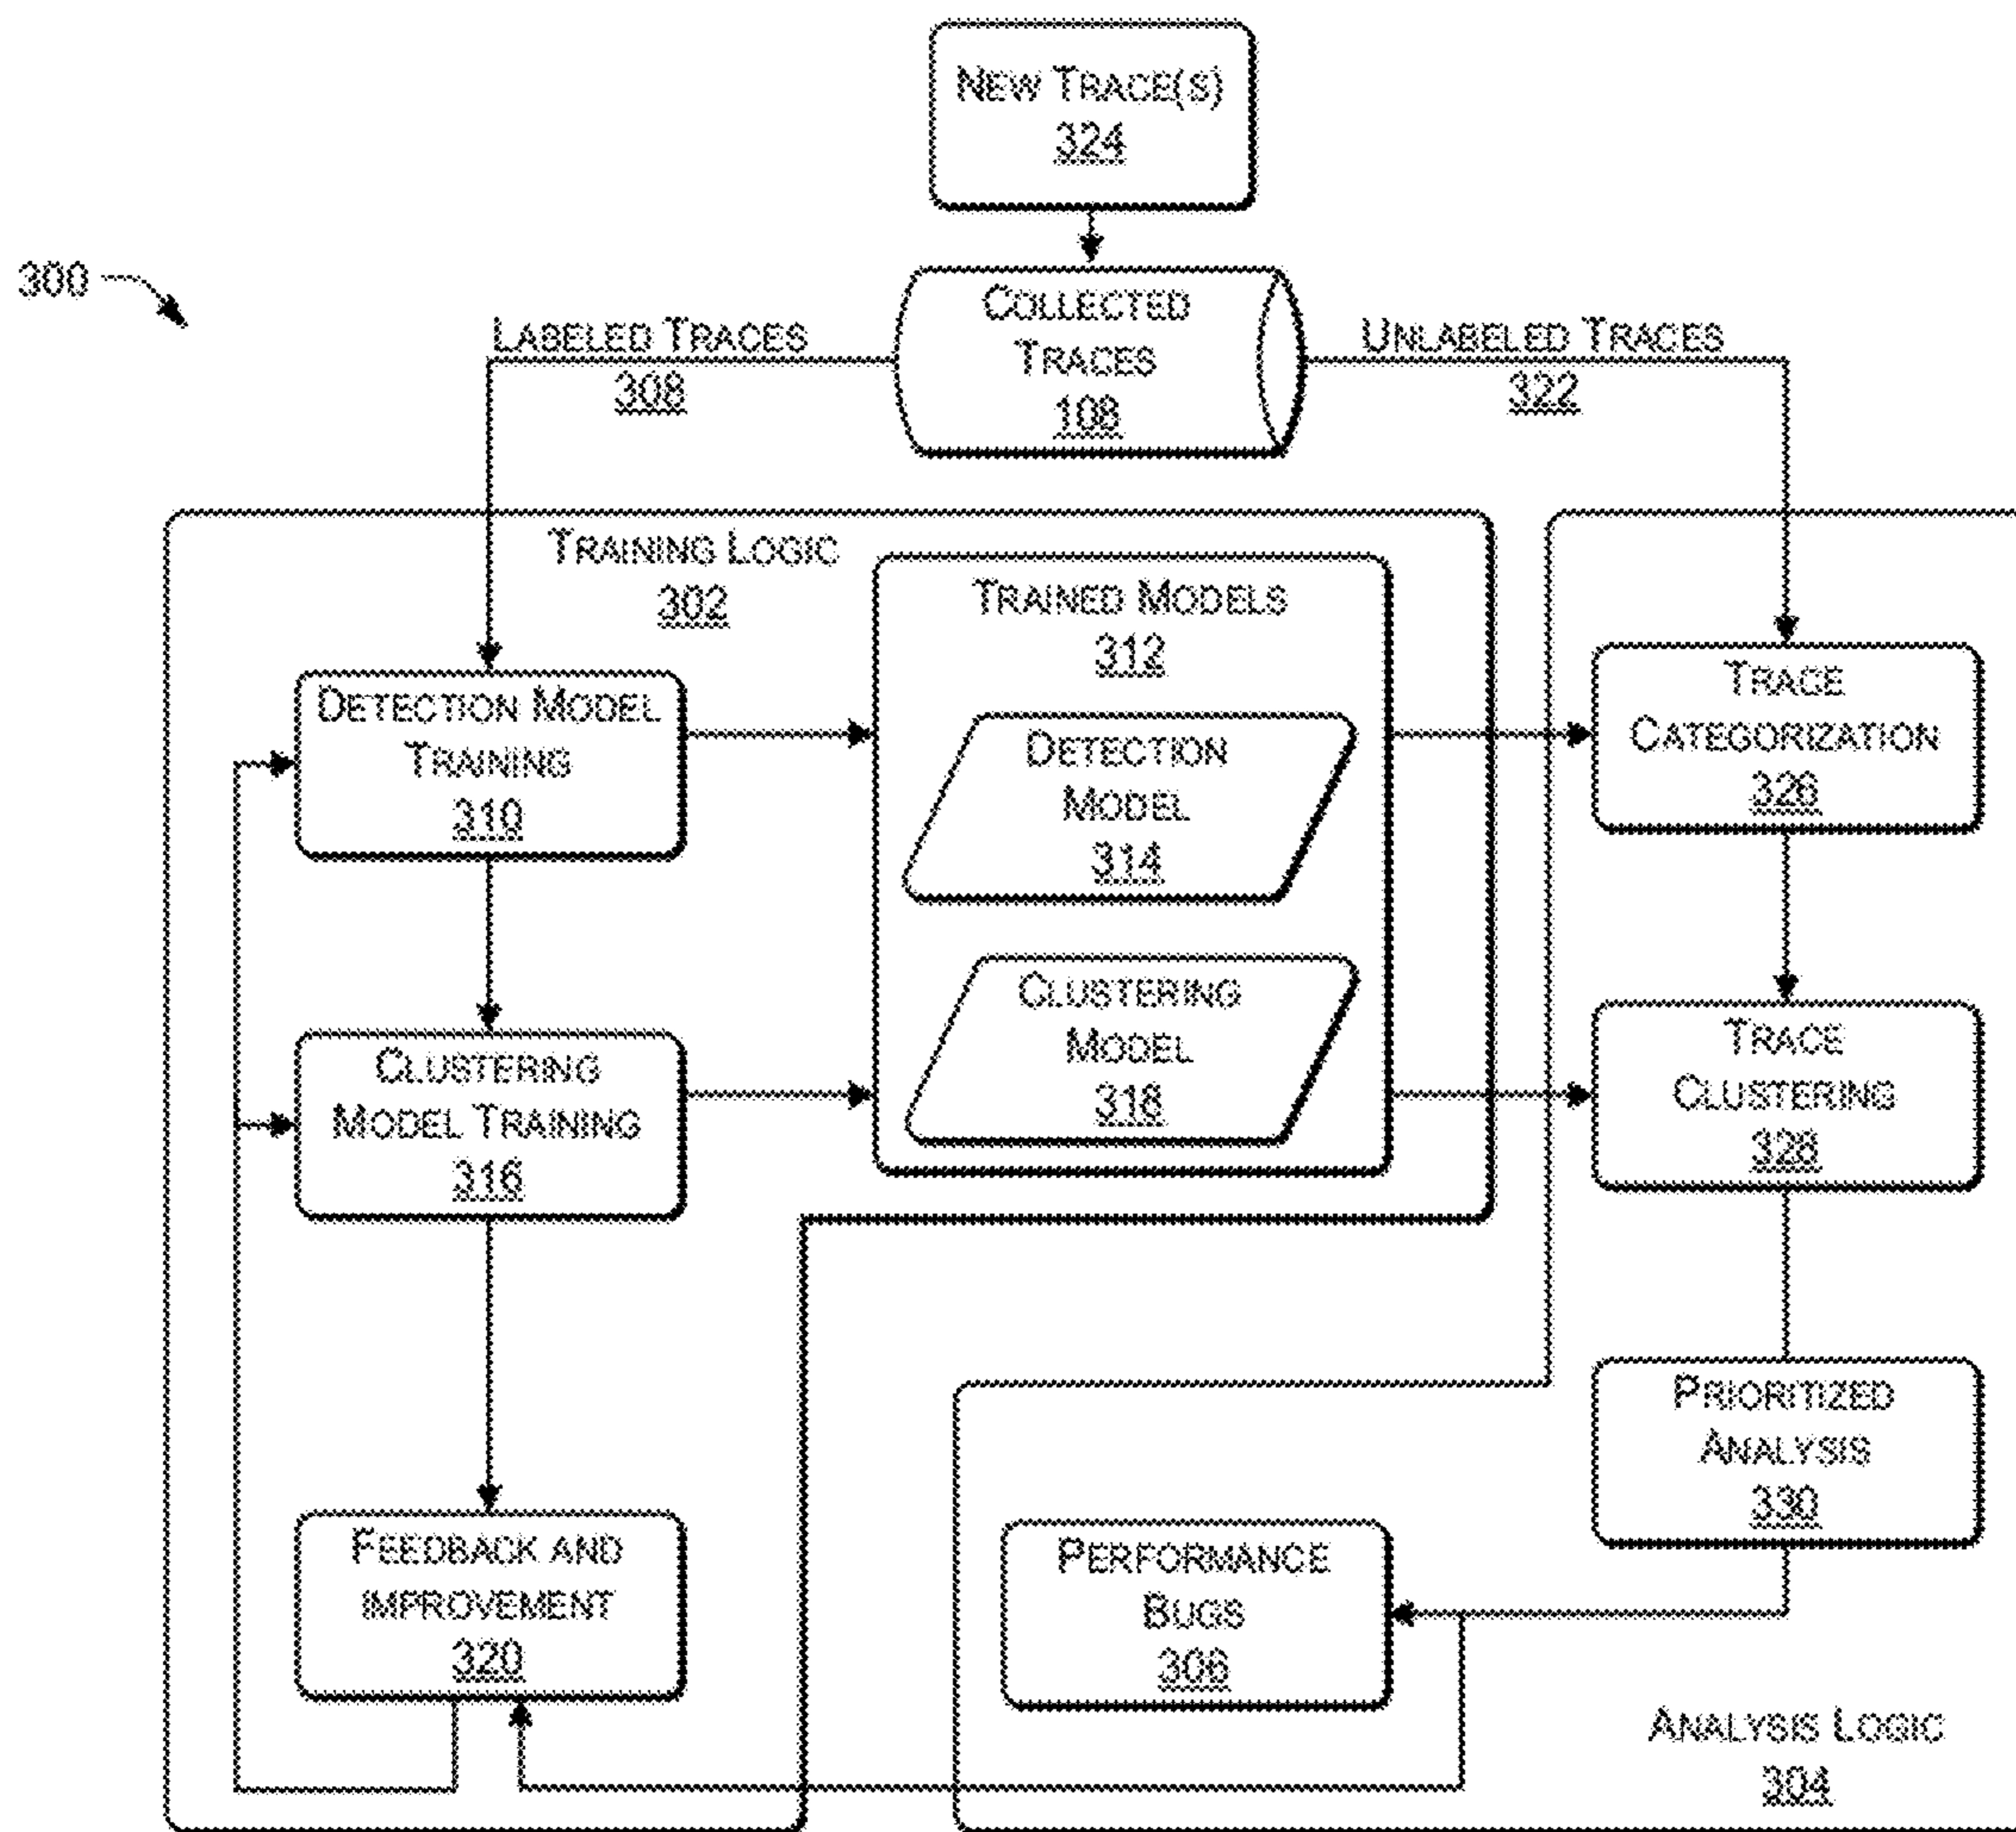 NEW TRACE(S)
324
300
COLLECTED
TRACES
108
LABELED TRACES
308
UNLABELED TRACES
322
TRAINING LOGIC
302
DETECTION MODEL
TRAINING
310
TRAINED MODELS
312
DETECTION
MODEL
314
CLUSTERING
MODEL
318
TRACE
CATEGORIZATION
326
CLUSTERING
MODEL TRAINING
316
TRACE
CLUSTERING
328
PRIORITIZED
ANALYSIS
330
FEEDBACK AND
IMPROVEMENT
320
PERFORMANCE
BUGS
306
ANALYSIS LOGIC
304